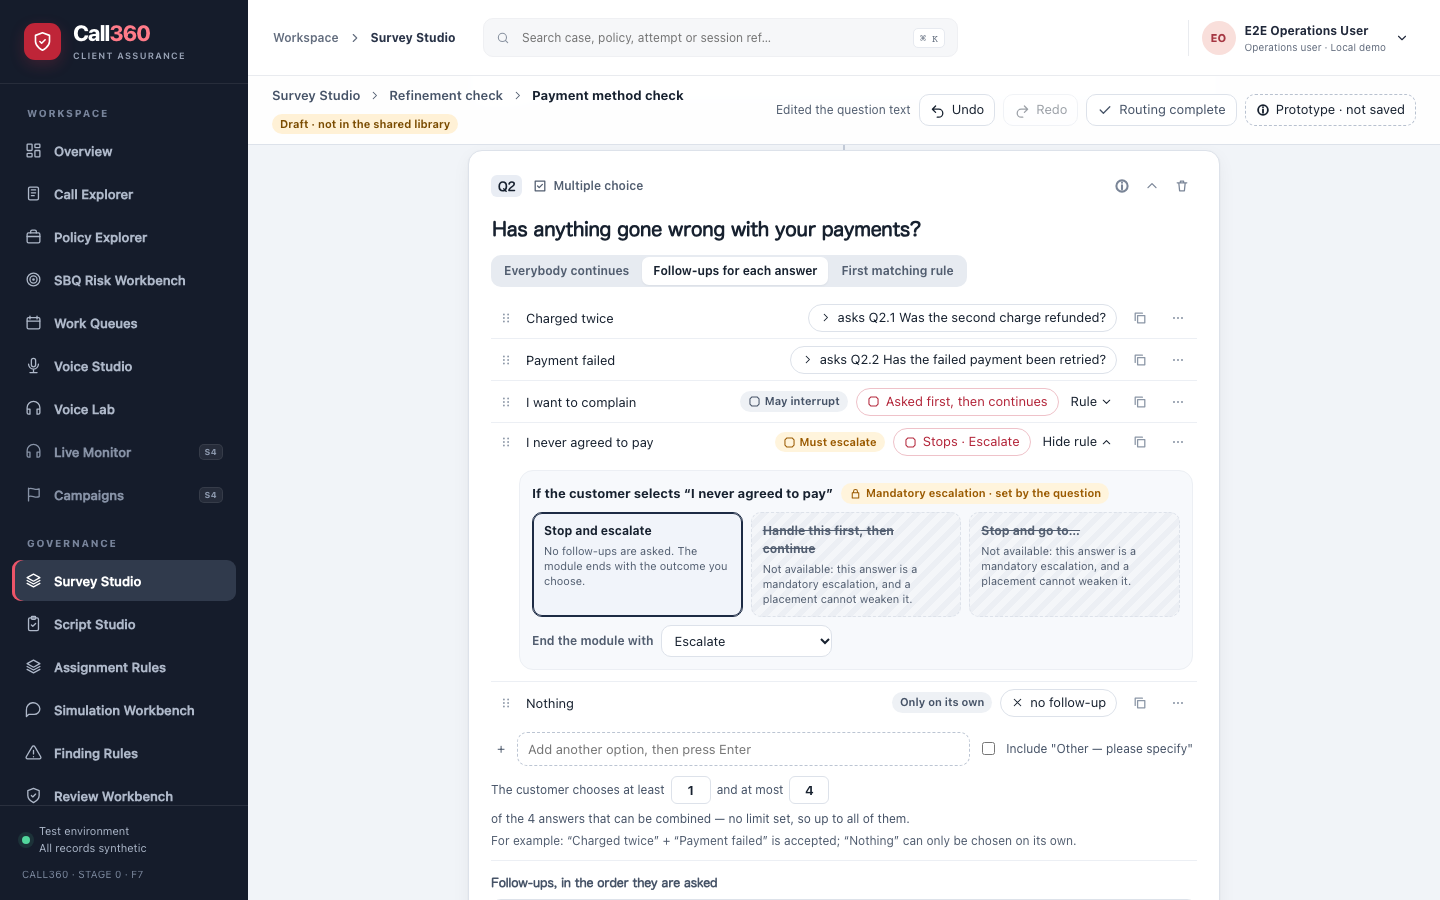 Call360
CLIENT ASSURANCE
WORKSPACE
Overview
Call Explorer
Policy Explorer
SBQ Risk Workbench
Work Queues
Voice Studio
Voice Lab
Live Monitor S4
Campaigns S4
GOVERNANCE
Survey Studio
Script Studio
Assignment Rules
Simulation Workbench
Finding Rules
Review Workbench
Test environment
All records synthetic
CALL360 · STAGE 0 · F7
Workspace > Survey Studio
Search case, policy, attempt or session ref... ⌘ K
EO E2E Operations User
Operations user · Local demo
Survey Studio > Refinement check > Payment method check
Draft · not in the shared library
Edited the question text Undo Redo Routing complete Prototype · not saved
Q2 Multiple choice
Has anything gone wrong with your payments?
Everybody continues Follow-ups for each answer First matching rule
Charged twice asks Q2.1 Was the second charge refunded?
Payment failed asks Q2.2 Has the failed payment been retried?
I want to complain May interrupt Asked first, then continues Rule
I never agreed to pay Must escalate Stops · Escalate Hide rule
If the customer selects “I never agreed to pay” Mandatory escalation · set by the question
Stop and escalate
No follow-ups are asked. The
module ends with the outcome you
choose.
Handle this first, then
continue
Not available: this answer is a
mandatory escalation, and a
placement cannot weaken it.
Stop and go to...
Not available: this answer is a
mandatory escalation, and a
placement cannot weaken it.
End the module with Escalate
Nothing Only on its own × no follow-up
+ Add another option, then press Enter Include "Other — please specify"
The customer chooses at least 1 and at most 4
of the 4 answers that can be combined — no limit set, so up to all of them.
For example: “Charged twice” + “Payment failed” is accepted; “Nothing” can only be chosen on its own.
Follow-ups, in the order they are asked